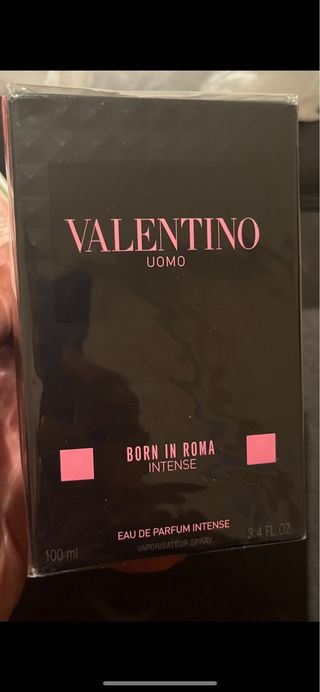 VALENTINO
UOMO
BORN IN ROMA
INTENSE
EAU DE PARFUM INTENSE
VAPORISATEUR SPRAY
100 ml
3.4 FL.OZ